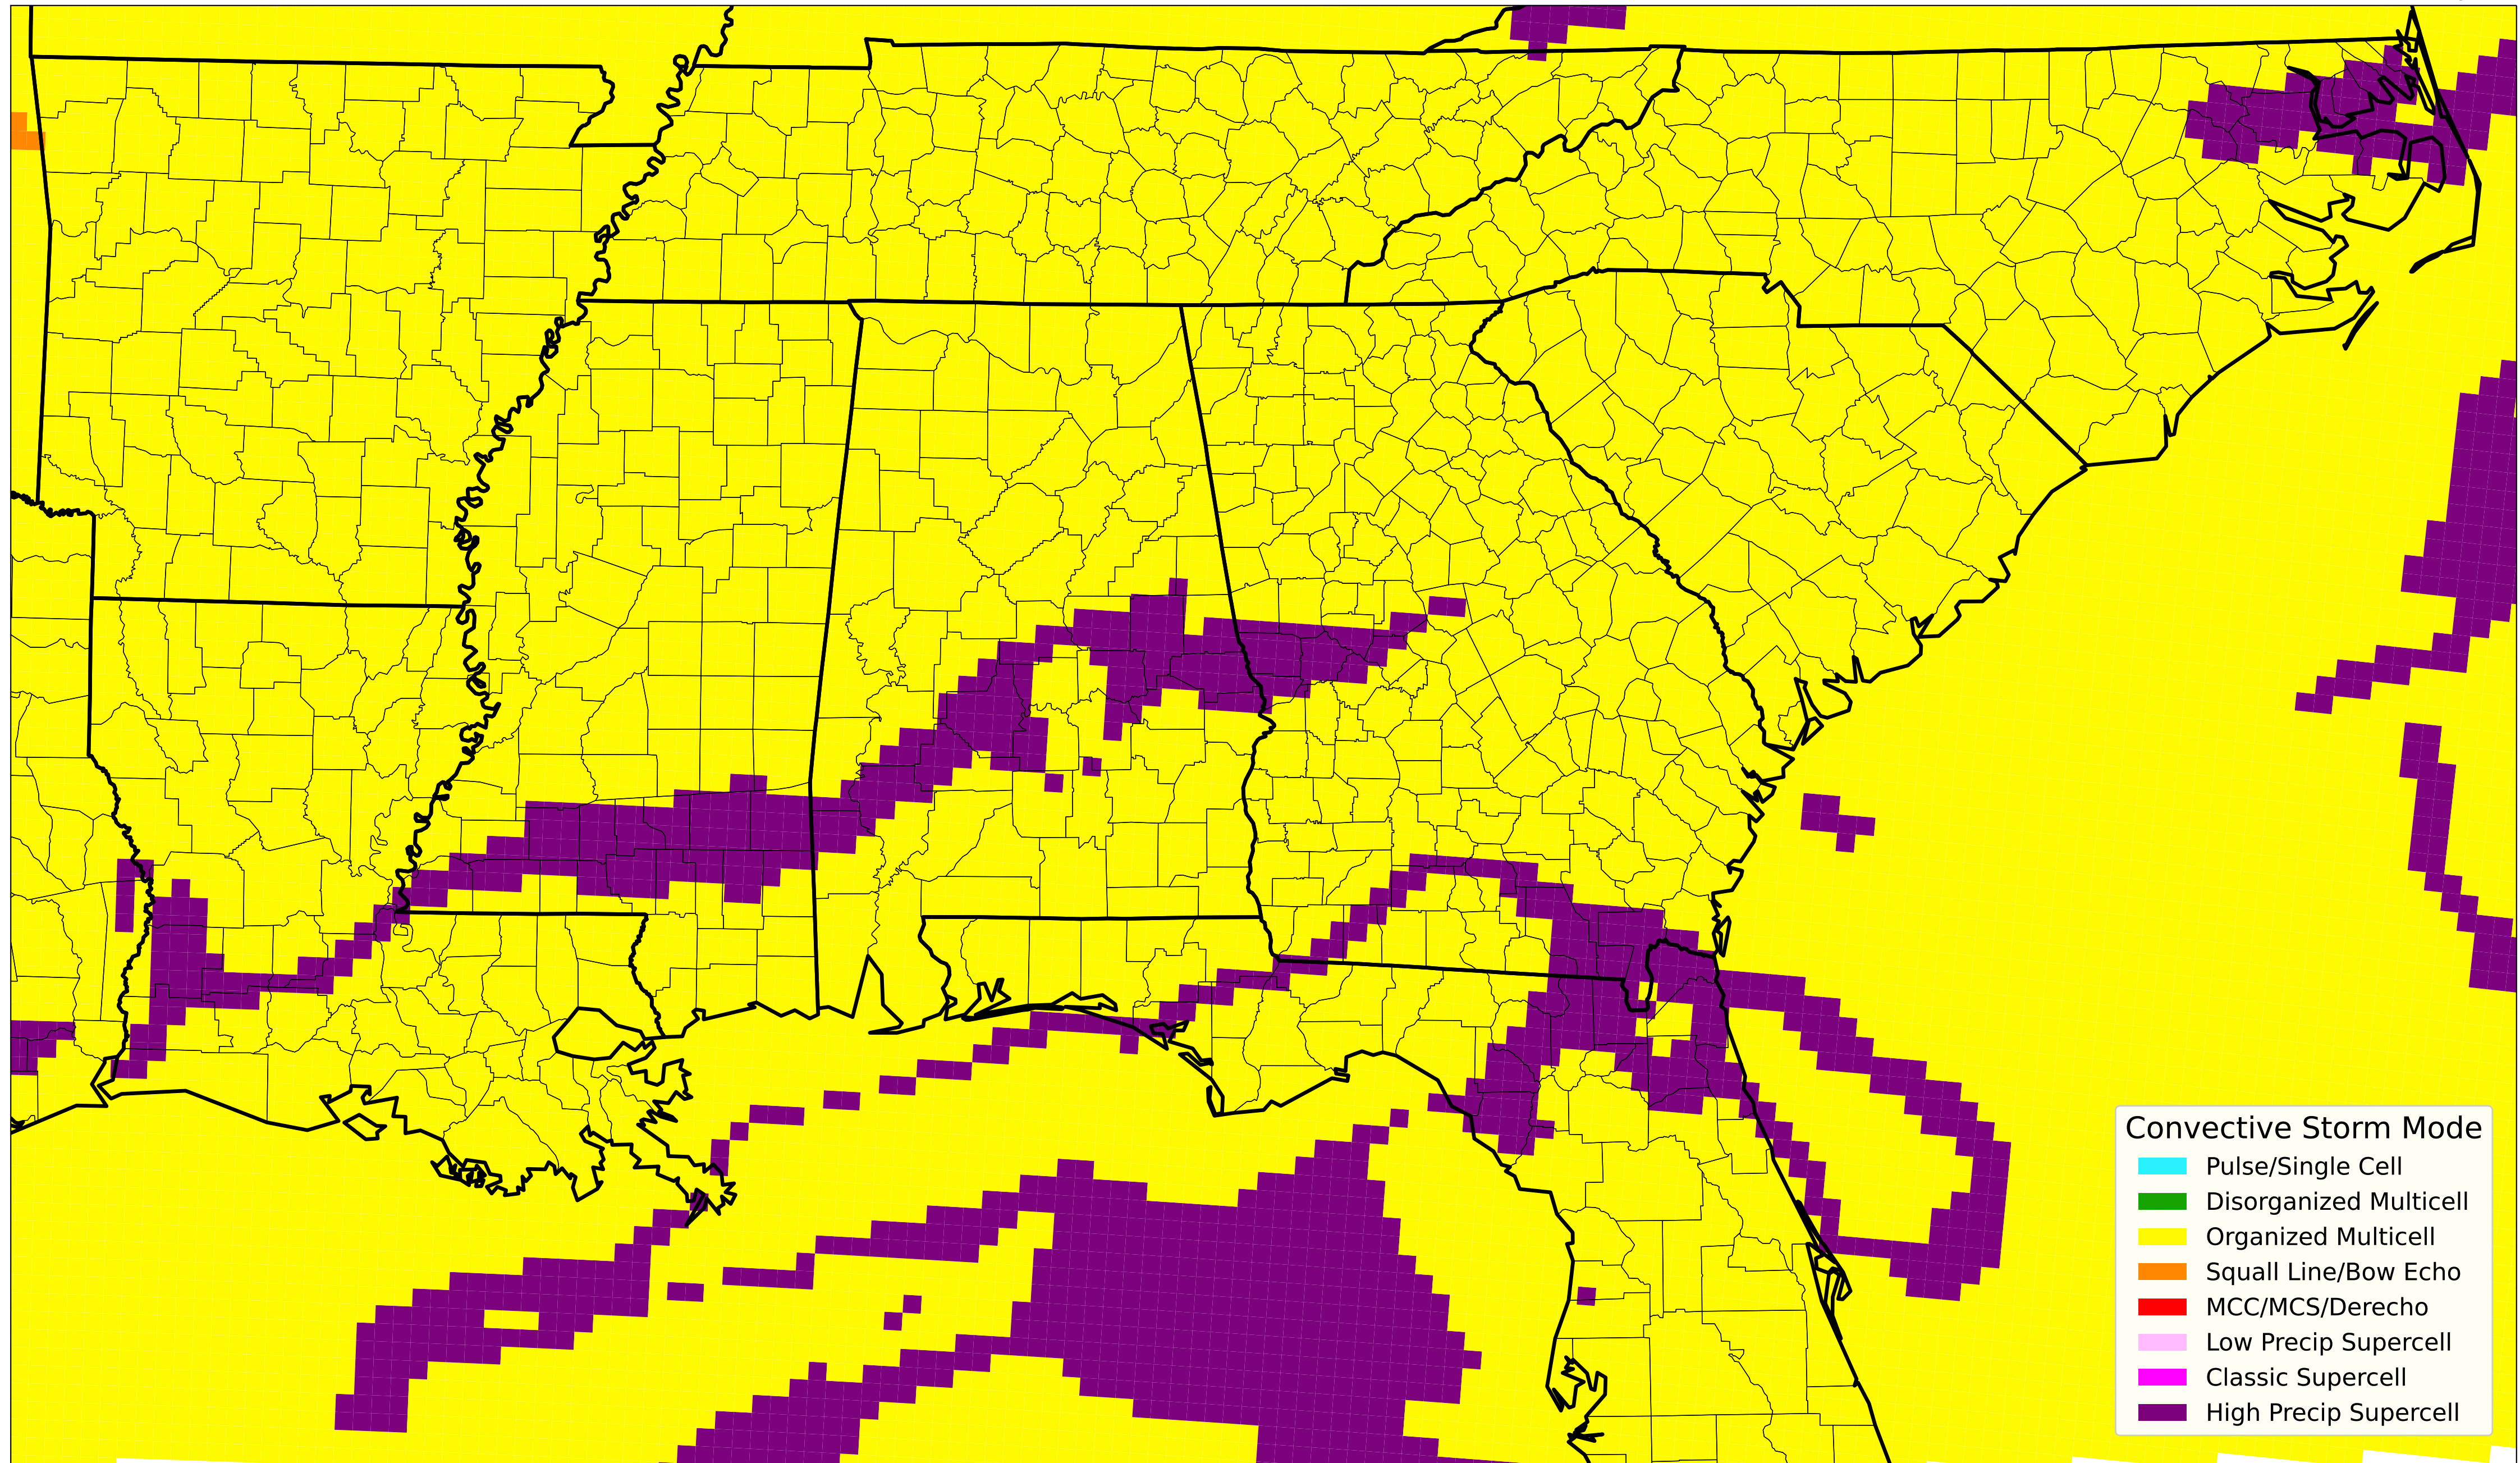 Convective Storm Mode
Pulse/Single Cell
Disorganized Multicell
Organized Multicell
Squall Line/Bow Echo
MCC/MCS/Derecho
Low Precip Supercell
Classic Supercell
High Precip Supercell